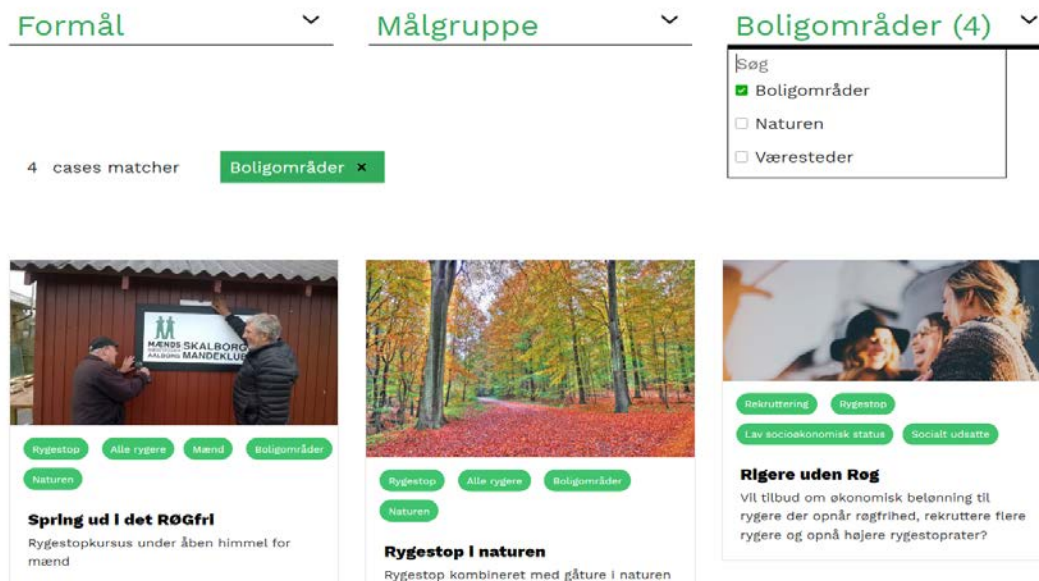 Formål
Målgruppe
Boligområder (4)
Søg
Boligområder
Naturen
Væresteder
4 cases matcher
Boligområder ×
MÆNDS
AALBORG
SKALBORG
MANDEKLUB
Rygestop Alle rygere Mænd Boligområder
Naturen
Spring ud i det RØGfri
Rygestopkursus under åben himmel for
mænd
Rygestop Alle rygere Boligområder
Naturen
Rygestop i naturen
Rygestop kombineret med gåture i naturen
Rekruttering Rygestop
Lav socioøkonomisk status Socialt udsatte
Rigere uden Røg
Vil tilbud om økonomisk belønning til
rygere der opnår røgfrihed, rekruttere flere
rygere og opnå højere rygestoprater?